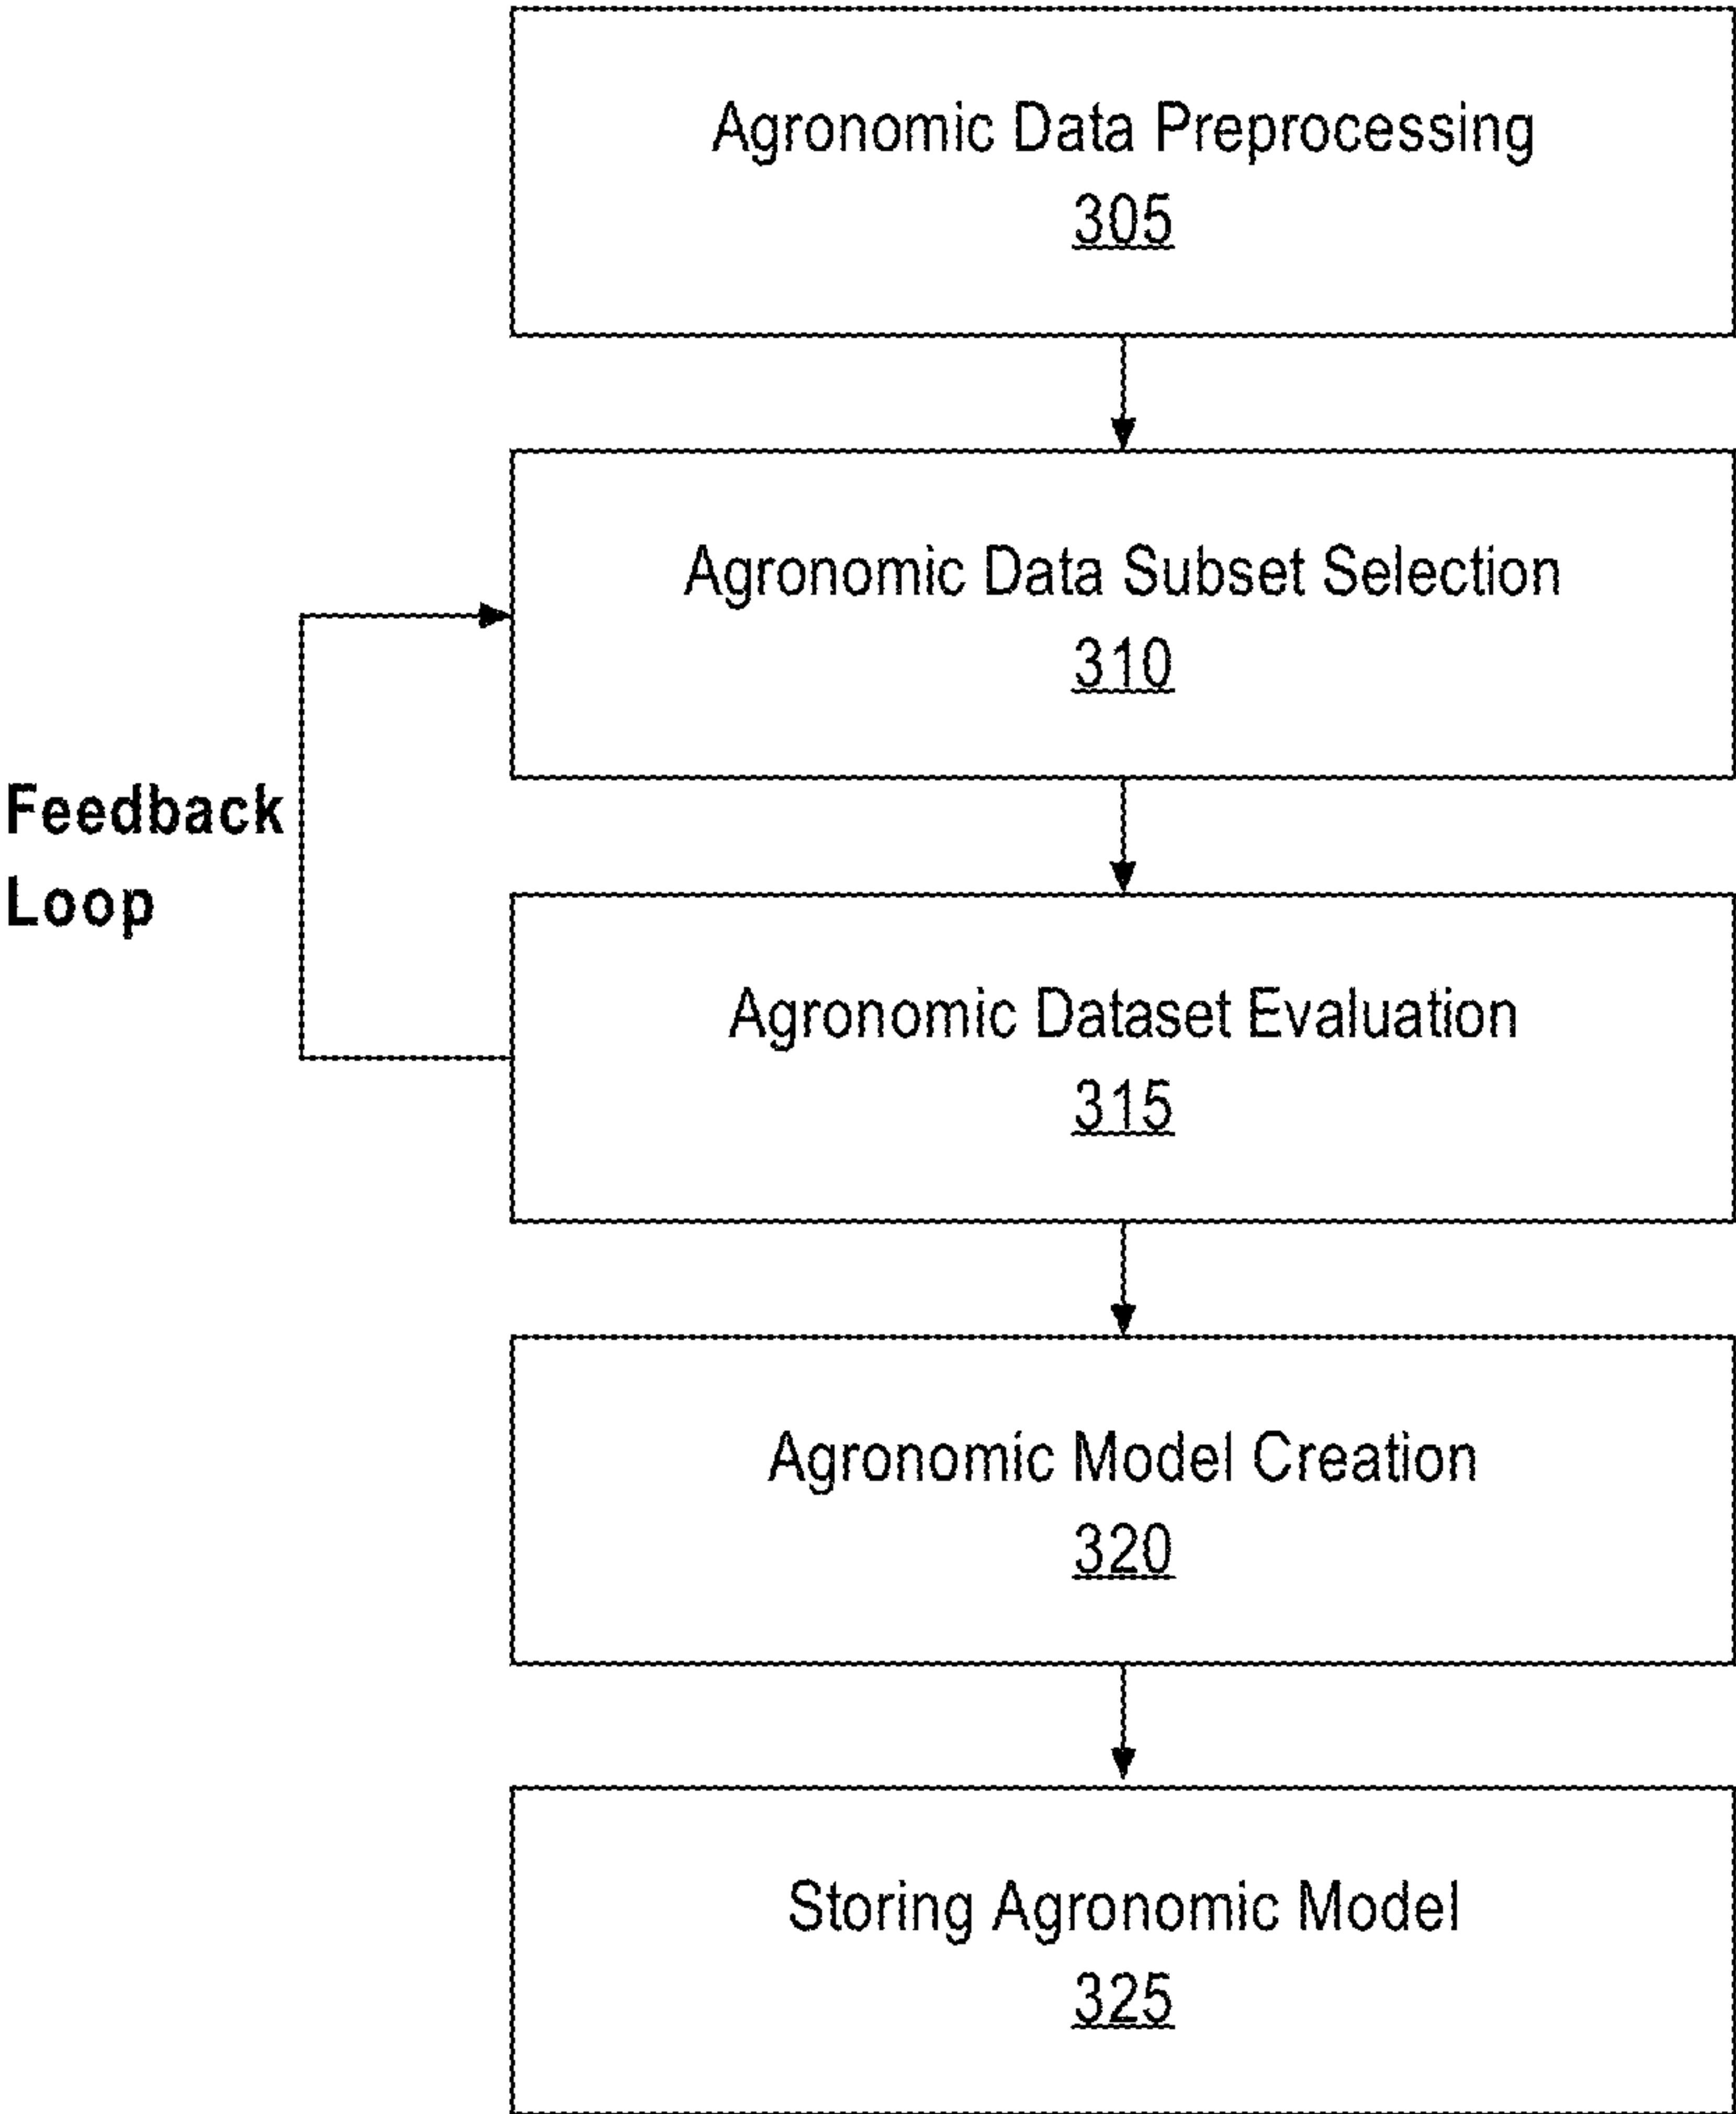 Agronomic Data Preprocessing
305
Agronomic Data Subset Selection
310
Feedback
Loop
Agronomic Dataset Evaluation
315
Agronomic Model Creation
320
Storing Agronomic Model
325